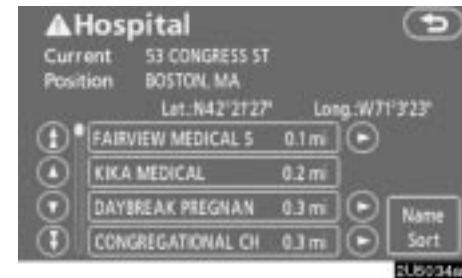 Hospital
Current 53 CONGRESS ST
Position BOSTON, MA
Lat.:N42°21'27" Long.:W71°3'23"
FAIRVIEW MEDICAL S 0.1 mi
KIKA MEDICAL 0.2 mi
DAYBREAK PREGNAN 0.3 mi
CONGREGATIONAL CH 0.3 mi
Name
Sort